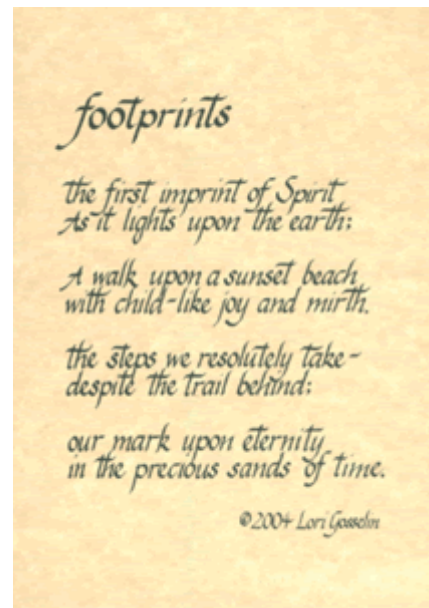 footprints
the first imprint of Spirit
As it lights upon the earth;
A walk upon a sunset beach
with child-like joy and mirth.
the steps we resolutely take-
despite the trail behind;
our mark upon eternity
in the precious sands of time.
©2004 Lori Gosselin